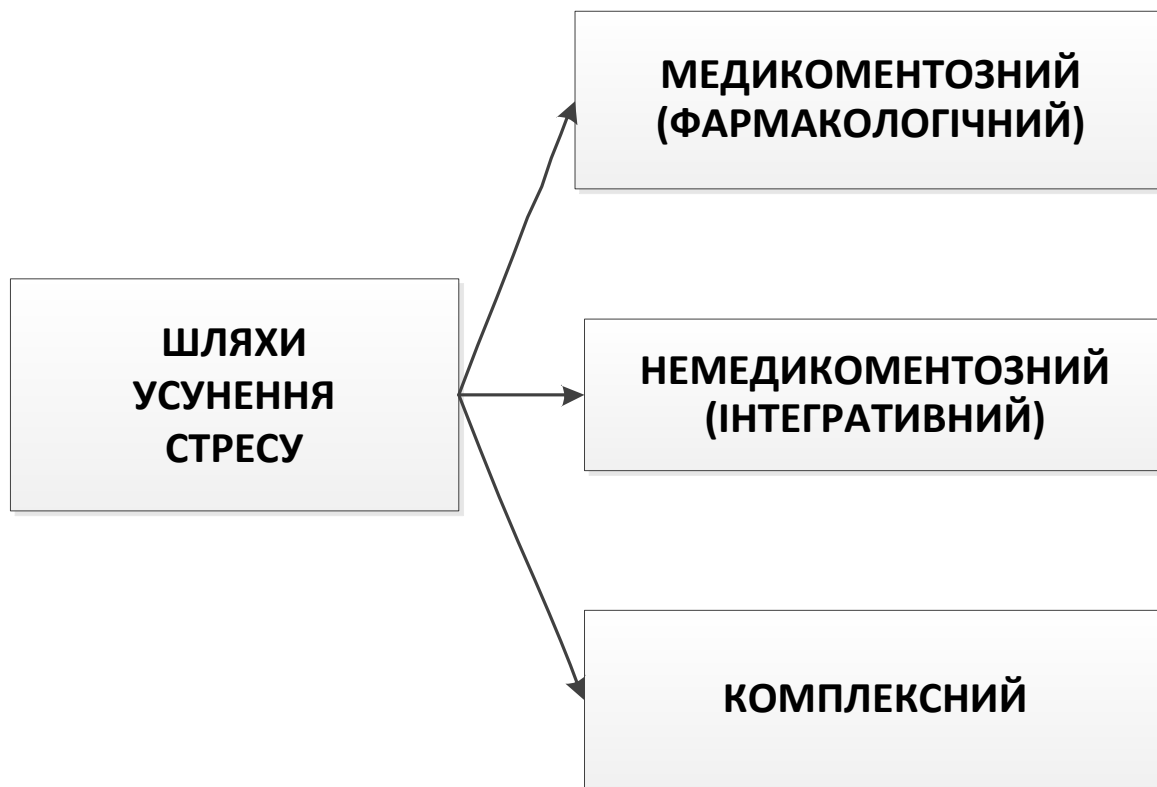 МЕДИКОМЕНТОЗНИЙ
(ФАРМАКОЛОГІЧНИЙ)
ШЛЯХИ
УСУНЕННЯ
СТРЕСУ
НЕМЕДИКОМЕНТОЗНИЙ
(ІНТЕГРАТИВНИЙ)
КОМПЛЕКСНИЙ